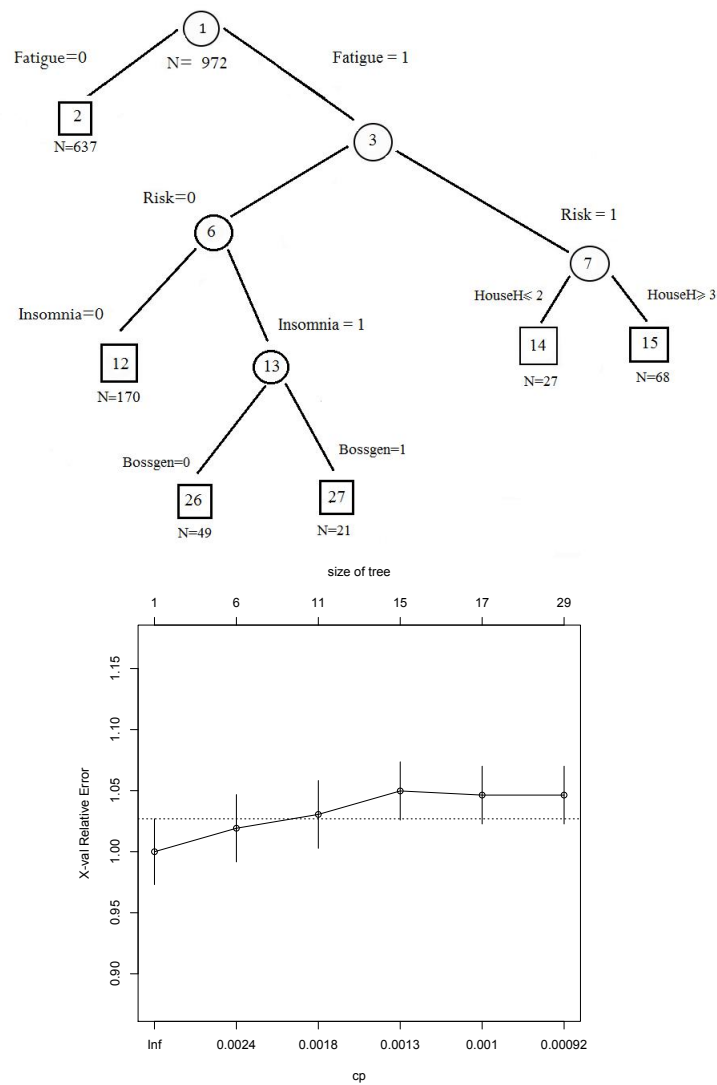 1
Fatigue=0
N= 972
Fatigue = 1
2
N=637
3
Risk=0
Risk = 1
6
7
Insomnia=0
Insomnia = 1
HouseH⩽ 2
HouseH⩾ 3
12
N=170
13
14
N=27
15
N=68
Bossgen=0
Bossgen=1
26
N=49
27
N=21
size of tree
1 6 11 15 17 29
X-val Relative Error
1.15
1.10
1.05
1.00
0.95
0.90
Inf 0.0024 0.0018 0.0013 0.001 0.00092
cp